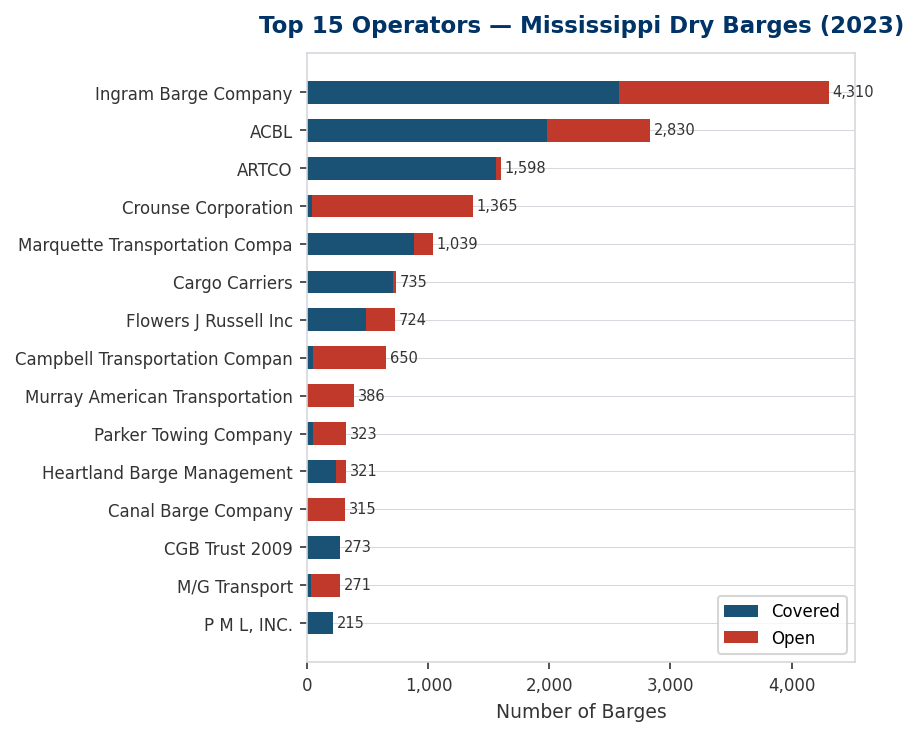 Top 15 Operators — Mississippi Dry Barges (2023)
Ingram Barge Company 4,310
ACBL 2,830
ARTCO 1,598
Crounse Corporation 1,365
Marquette Transportation Compa 1,039
Cargo Carriers 735
Flowers J Russell Inc 724
Campbell Transportation Compan 650
Murray American Transportation 386
Parker Towing Company 323
Heartland Barge Management 321
Canal Barge Company 315
CGB Trust 2009 273
M/G Transport 271
P M L, INC. 215
Covered
Open
0 1,000 2,000 3,000 4,000
Number of Barges